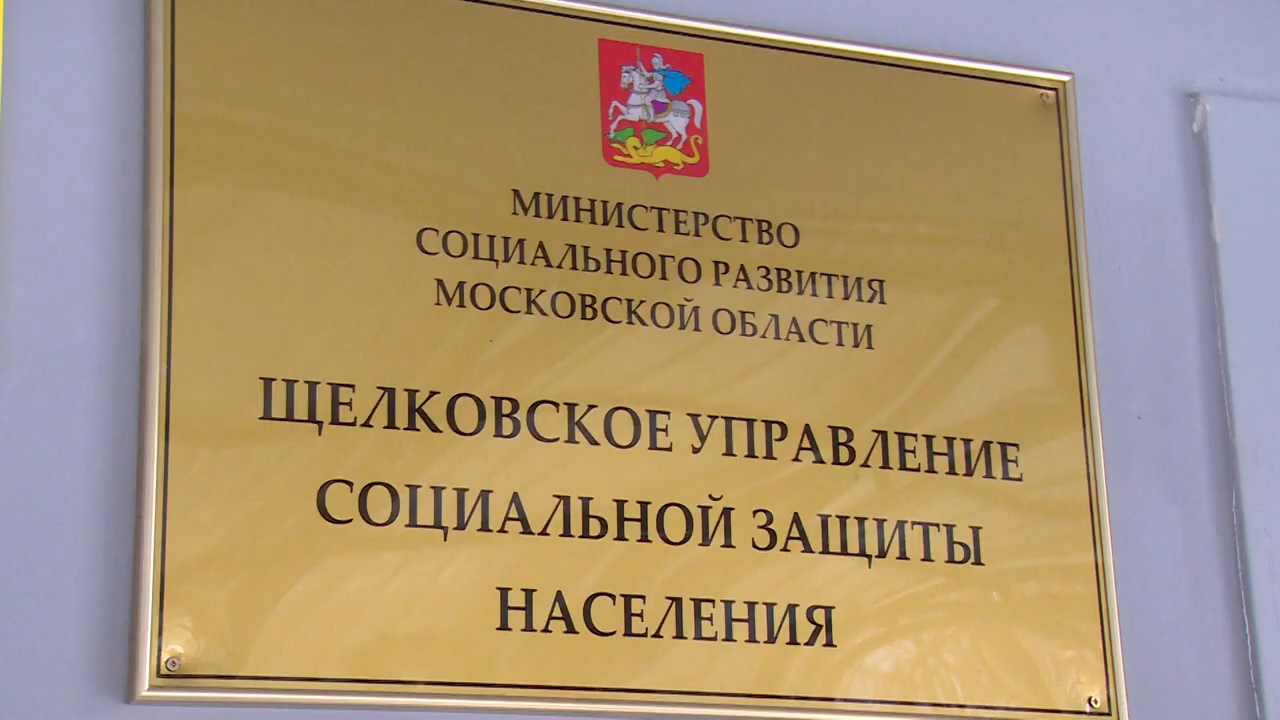 МИНИСТЕРСТВО
СОЦИАЛЬНОГО РАЗВИТИЯ
МОСКОВСКОЙ ОБЛАСТИ
ЩЕЛКОВСКОЕ УПРАВЛЕНИЕ
СОЦИАЛЬНОЙ ЗАЩИТЫ
НАСЕЛЕНИЯ